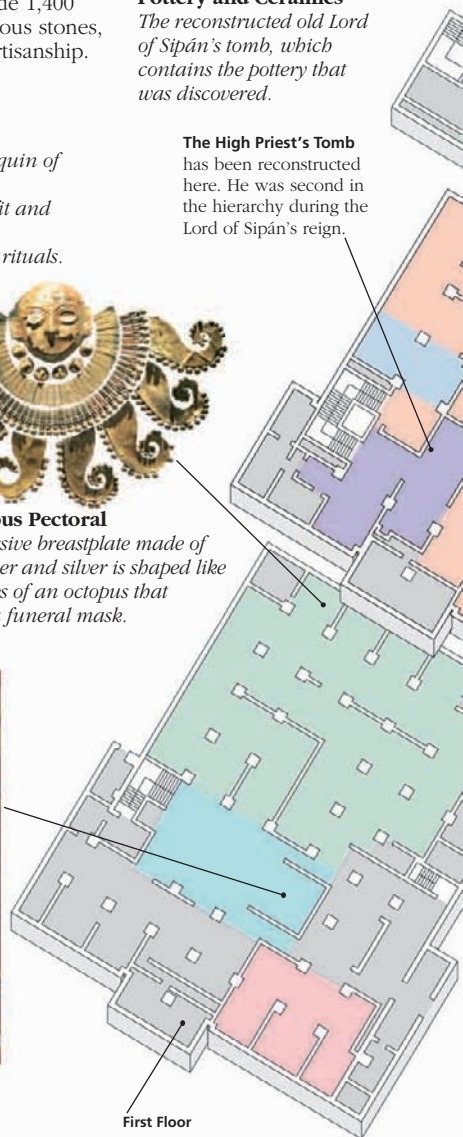 de 1,400
ous stones,
rtisanship.
Pottery and Ceramics
The reconstructed old Lord
of Sipán's tomb, which
contains the pottery that
was discovered.
quin of
fit and
rituals.
The High Priest's Tomb
has been reconstructed
here. He was second in
the hierarchy during the
Lord of Sipán's reign.
ous Pectoral
sive breastplate made of
er and silver is shaped like
s of an octopus that
funeral mask.
First Floor